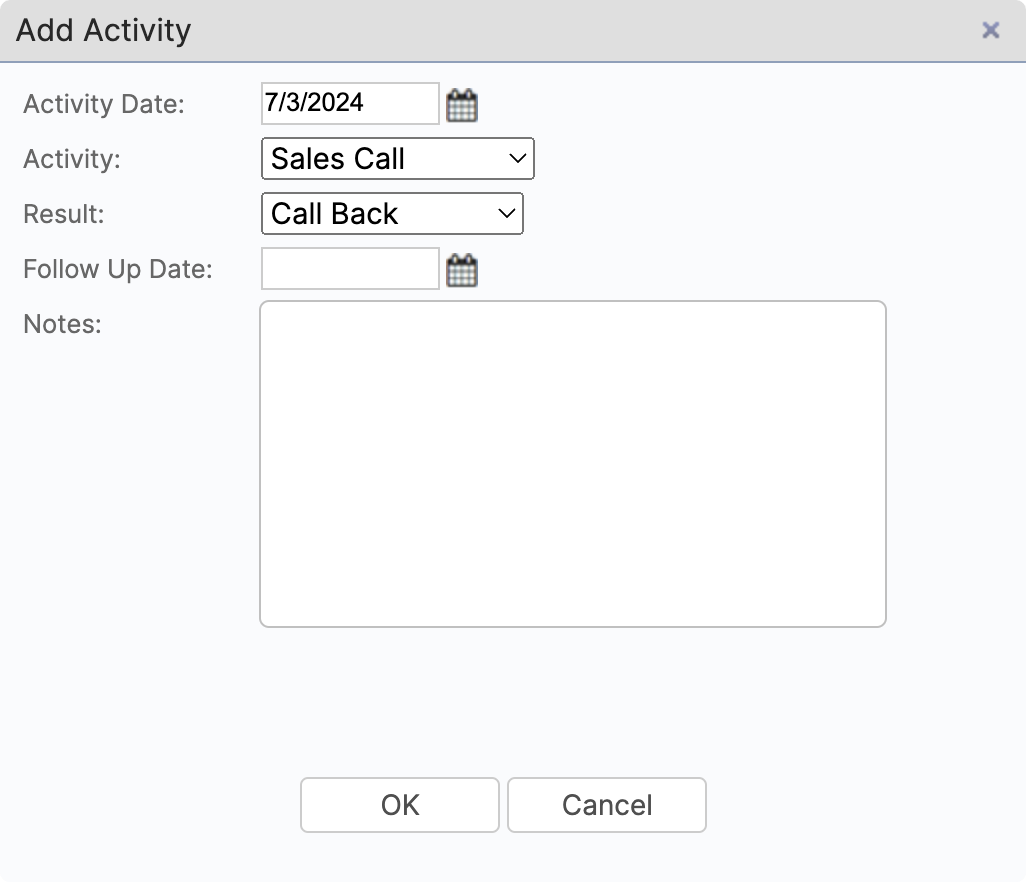 Add Activity
Activity Date: 7/3/2024
Activity: Sales Call
Result: Call Back
Follow Up Date:
Notes:
OK Cancel